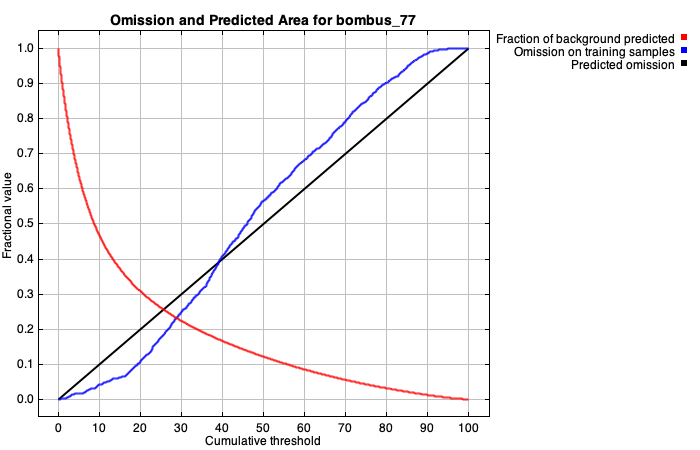 Omission and Predicted Area for bombus_77
Fraction of background predicted
Omission on training samples
Predicted omission
Fractional value
1.0
0.9
0.8
0.7
0.6
0.5
0.4
0.3
0.2
0.1
0.0
0 10 20 30 40 50 60 70 80 90 100
Cumulative threshold